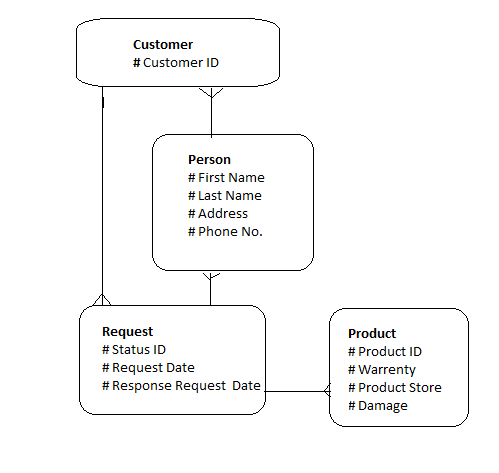 Customer
# Customer ID
Person
# First Name
# Last Name
# Address
# Phone No.
Request
# Status ID
# Request Date
# Response Request Date
Product
# Product ID
# Warrenty
# Product Store
# Damage